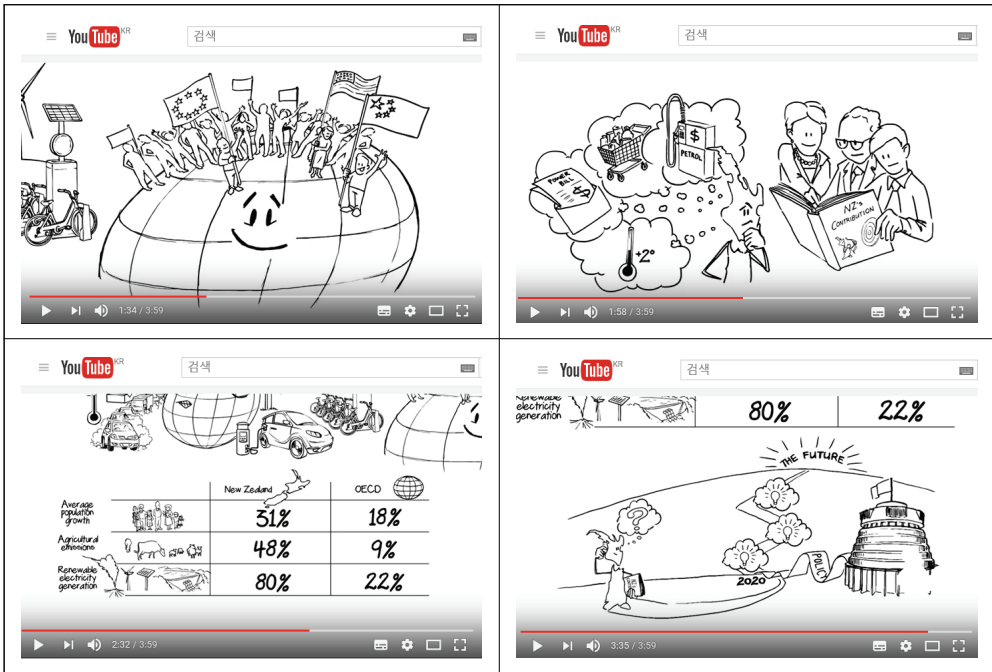 YouTube KR
검색
POWER BILL
$
$
PETROL
+2°
NZ's
CONTRIBUTION
1:34 / 3:59
YouTube KR
검색
1:58 / 3:59
YouTube KR
검색
New Zealand
OECD
Average
population
growth
31%
18%
Agricultural
emissions
48%
9%
Renewable
electricity
generation
80%
22%
2:32 / 3:59
YouTube KR
검색
Renewable
electricity
generation
80%
22%
THE FUTURE
?
2020
POLICY
3:35 / 3:59